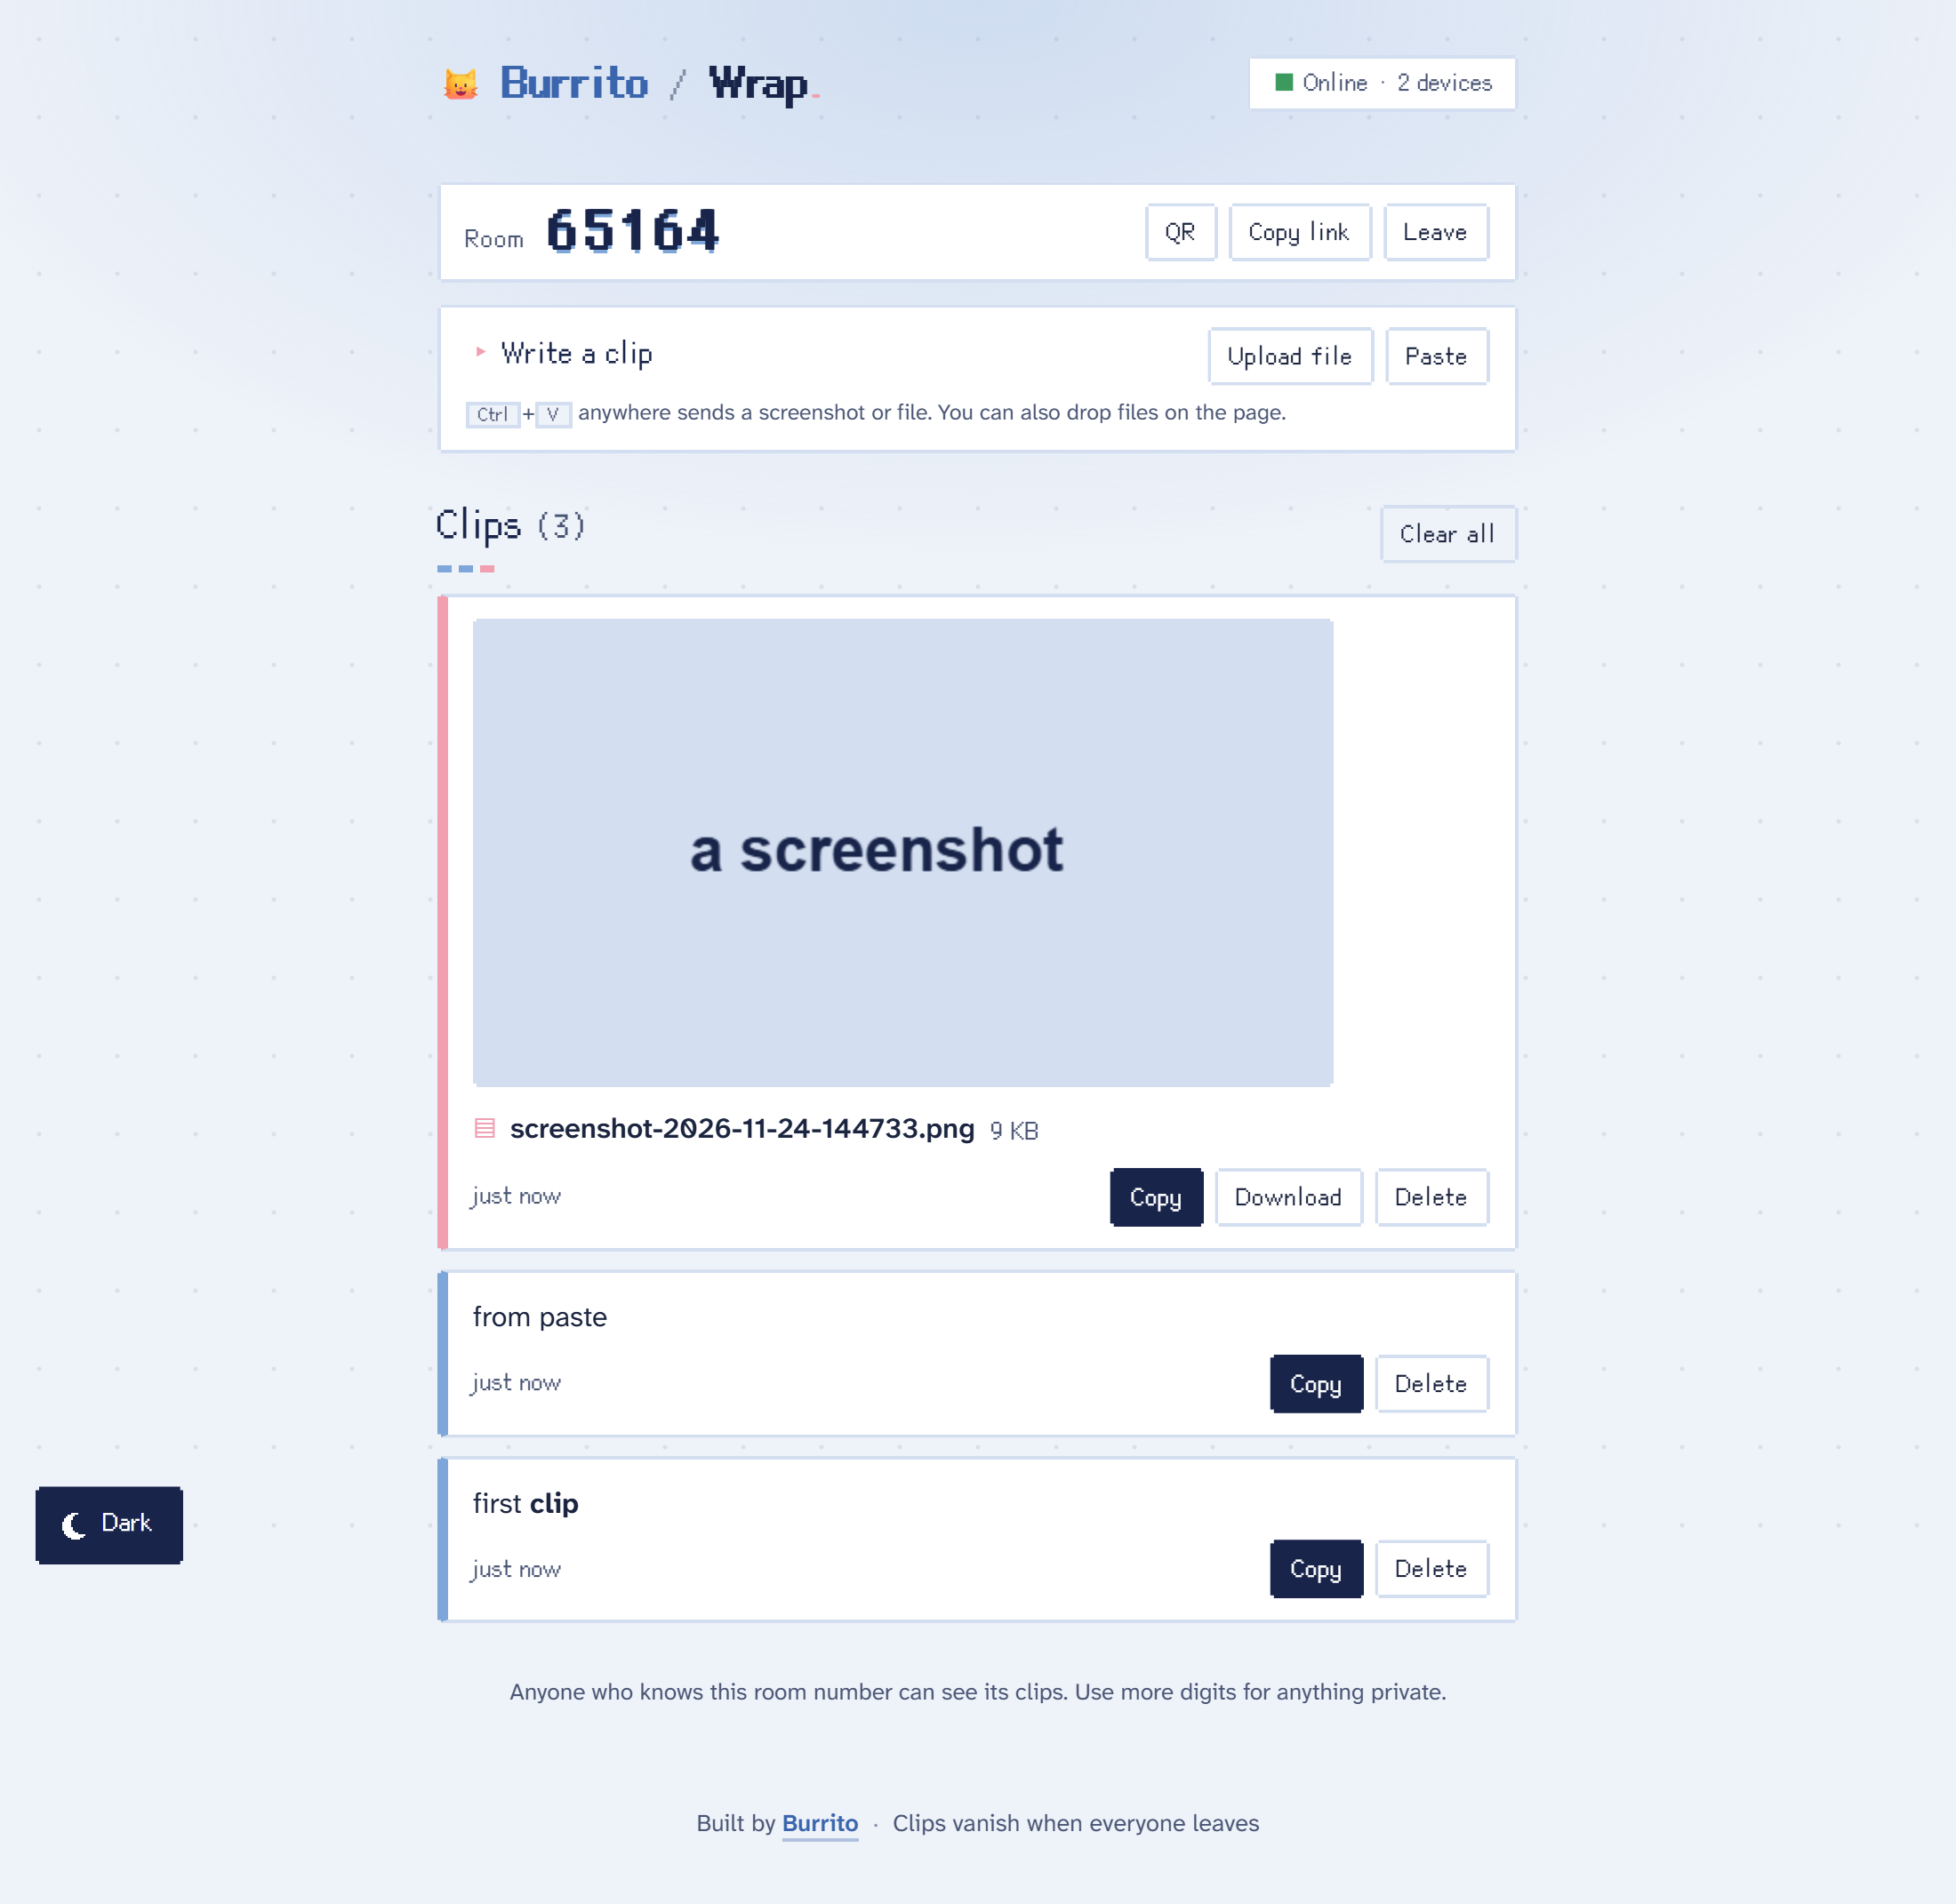 Burrito / Wrap_
Online · 2 devices
Room 65164
QR
Copy link
Leave
Write a clip
Upload file
Paste
Ctrl + V anywhere sends a screenshot or file. You can also drop files on the page.
Clips (3)
Clear all
a screenshot
screenshot-2026-11-24-144733.png 9 KB
just now
Copy
Download
Delete
from paste
just now
Copy
Delete
first clip
just now
Copy
Delete
Dark
Anyone who knows this room number can see its clips. Use more digits for anything private.
Built by Burrito · Clips vanish when everyone leaves